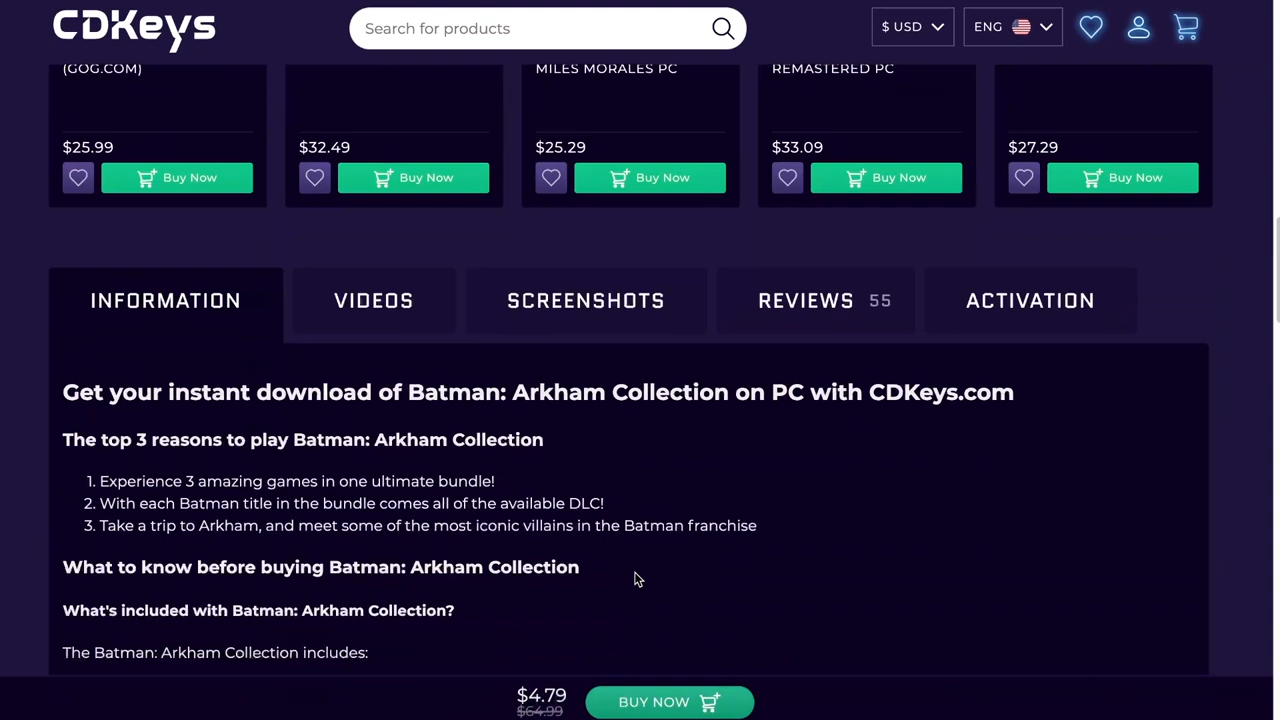 CDKeys
Search for products
$ USD
ENG
(GOG.COM)
MILES MORALES PC
REMASTERED PC
$25.99
$32.49
$25.29
$33.09
$27.29
Buy Now
Buy Now
Buy Now
Buy Now
Buy Now
INFORMATION
VIDEOS
SCREENSHOTS
REVIEWS 55
ACTIVATION
Get your instant download of Batman: Arkham Collection on PC with CDKeys.com
The top 3 reasons to play Batman: Arkham Collection
1. Experience 3 amazing games in one ultimate bundle!
2. With each Batman title in the bundle comes all of the available DLC!
3. Take a trip to Arkham, and meet some of the most iconic villains in the Batman franchise
What to know before buying Batman: Arkham Collection
What's included with Batman: Arkham Collection?
The Batman: Arkham Collection includes:
$4.79
$64.99
BUY NOW